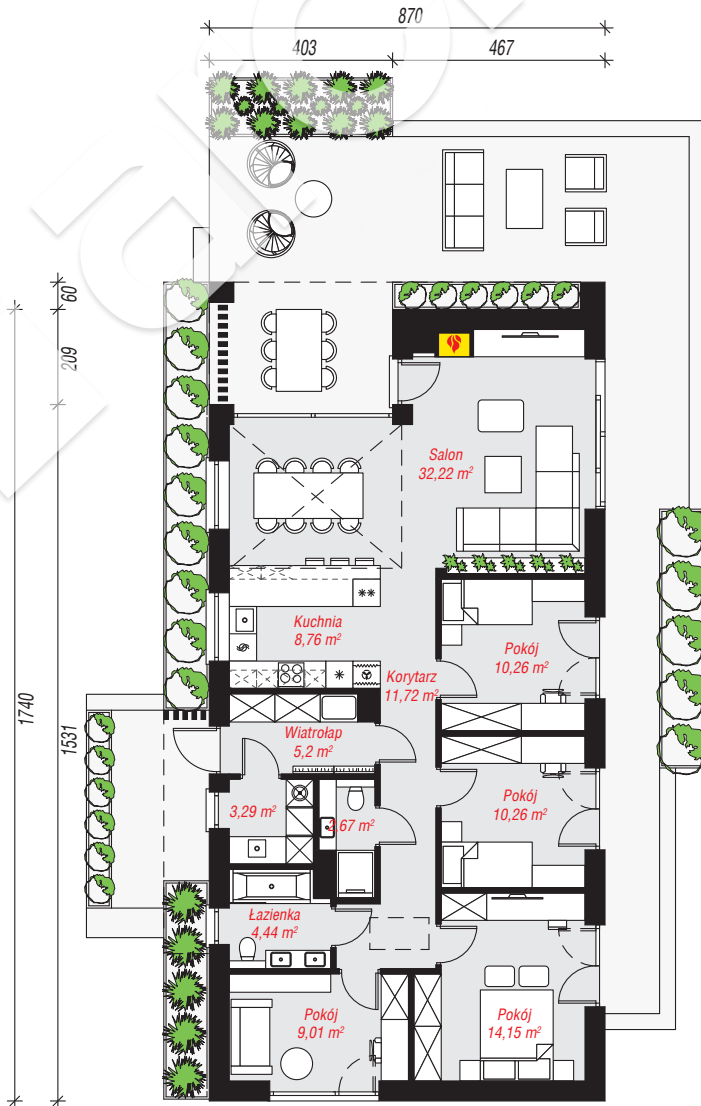 870
403
467
60
209
1740
1531
Salon
32,22 m²
Kuchnia
8,76 m²
Korytarz
11,72 m²
Pokój
10,26 m²
Wiatrołap
5,2 m²
Pokój
10,26 m²
3,29 m²
2,67 m²
Łazienka
4,44 m²
Pokój
9,01 m²
Pokój
14,15 m²